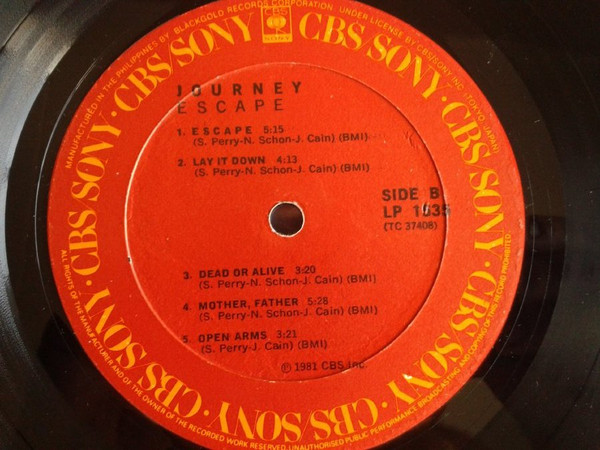 MANUFACTURED IN THE PHILIPPINES BY BLACKGOLD RECORDS CORPORATION UNDER LICENSE BY CBS/SONY INC. (TOKYO, JAPAN)
CBS
SONY
CBS/SONY · CBS/SONY · CBS/SONY · CBS/SONY · CBS/SONY · CBS/SONY · CBS/SONY · CBS/SONY
JOURNEY
ESCAPE
1. ESCAPE 5:15
(S. Perry-N. Schon-J. Cain) (BMI)
2. LAY IT DOWN 4:13
(S. Perry-N. Schon-J. Cain) (BMI)
SIDE B
LP 1635
(TC 37408)
3. DEAD OR ALIVE 3:20
(S. Perry-N. Schon-J. Cain) (BMI)
4. MOTHER, FATHER 5:28
(S. Perry-N. Schon-J. Cain) (BMI)
5. OPEN ARMS 3:21
(S. Perry-J. Cain) (BMI)
Ⓟ 1981 CBS Inc.
ALL RIGHTS OF THE MANUFACTURER AND OF THE OWNER OF THE RECORDED WORK RESERVED. UNAUTHORISED PUBLIC PERFORMANCE BROADCASTING AND COPYING OF THIS RECORD PROHIBITED.